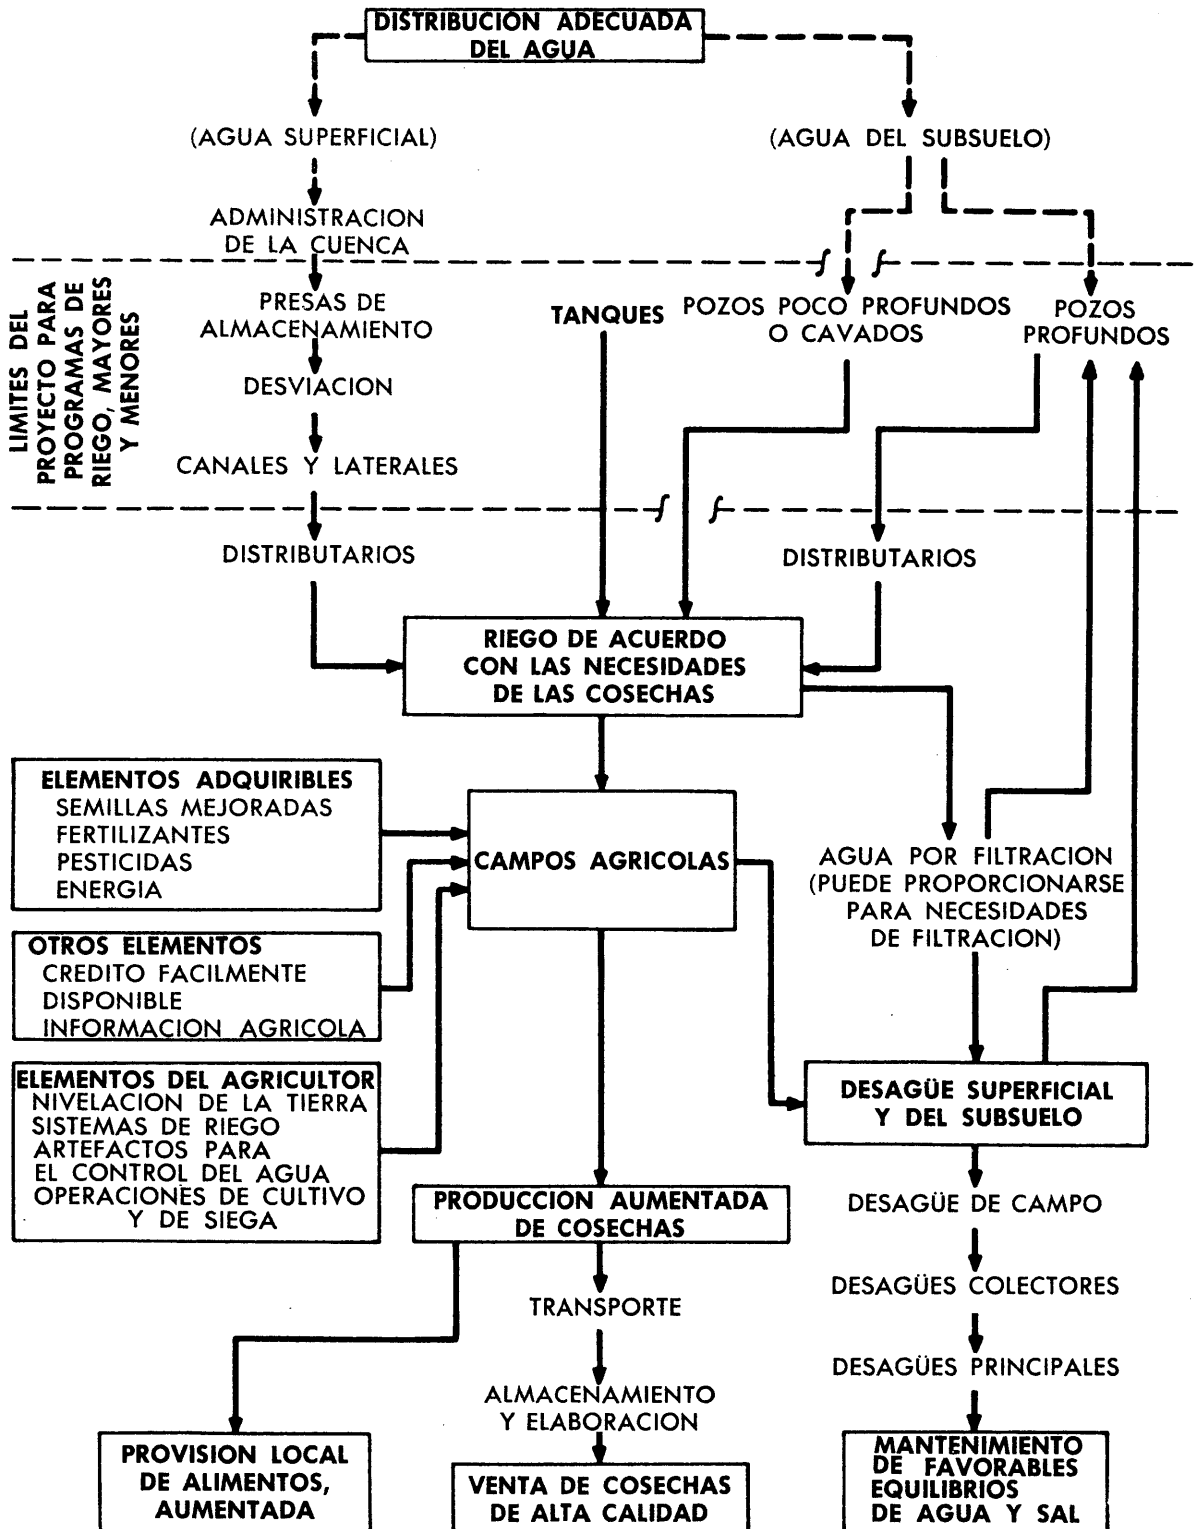 DISTRIBUCION ADECUADA
DEL AGUA
(AGUA SUPERFICIAL)
(AGUA DEL SUBSUELO)
ADMINISTRACION
DE LA CUENCA
LIMITES DEL
PROYECTO PARA
PROGRAMAS DE
RIEGO, MAYORES
Y MENORES
PRESAS DE
ALMACENAMIENTO
TANQUES
POZOS POCO PROFUNDOS
O CAVADOS
POZOS
PROFUNDOS
DESVIACION
CANALES Y LATERALES
DISTRIBUTARIOS
DISTRIBUTARIOS
RIEGO DE ACUERDO
CON LAS NECESIDADES
DE LAS COSECHAS
ELEMENTOS ADQUIRIBLES
SEMILLAS MEJORADAS
FERTILIZANTES
PESTICIDAS
ENERGIA
CAMPOS AGRICOLAS
AGUA POR FILTRACION
(PUEDE PROPORCIONARSE
PARA NECESIDADES
DE FILTRACION)
OTROS ELEMENTOS
CREDITO FACILMENTE
DISPONIBLE
INFORMACION AGRICOLA
ELEMENTOS DEL AGRICULTOR
NIVELACION DE LA TIERRA
SISTEMAS DE RIEGO
ARTEFACTOS PARA
EL CONTROL DEL AGUA
OPERACIONES DE CULTIVO
Y DE SIEGA
DESAGÜE SUPERFICIAL
Y DEL SUBSUELO
PRODUCCION AUMENTADA
DE COSECHAS
DESAGÜE DE CAMPO
TRANSPORTE
DESAGÜES COLECTORES
DESAGÜES PRINCIPALES
ALMACENAMIENTO
Y ELABORACION
PROVISION LOCAL
DE ALIMENTOS,
AUMENTADA
VENTA DE COSECHAS
DE ALTA CALIDAD
MANTENIMIENTO
DE FAVORABLES
EQUILIBRIOS
DE AGUA Y SAL